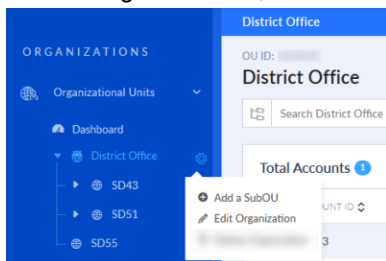 District Office
ORGANIZATIONS
OU ID:
District Office
Organizational Units
Search District Office
Dashboard
District Office
Total Accounts 1
SD43
Add a SubOU
SD51
Edit Organization
UNT ID
SD55
3